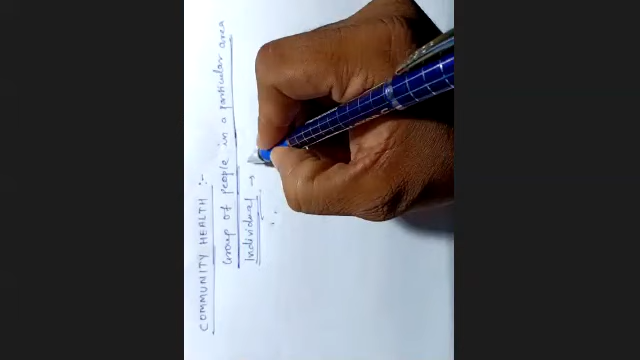 COMMUNITY HEALTH :-
Group of People in a particular area
Individual →